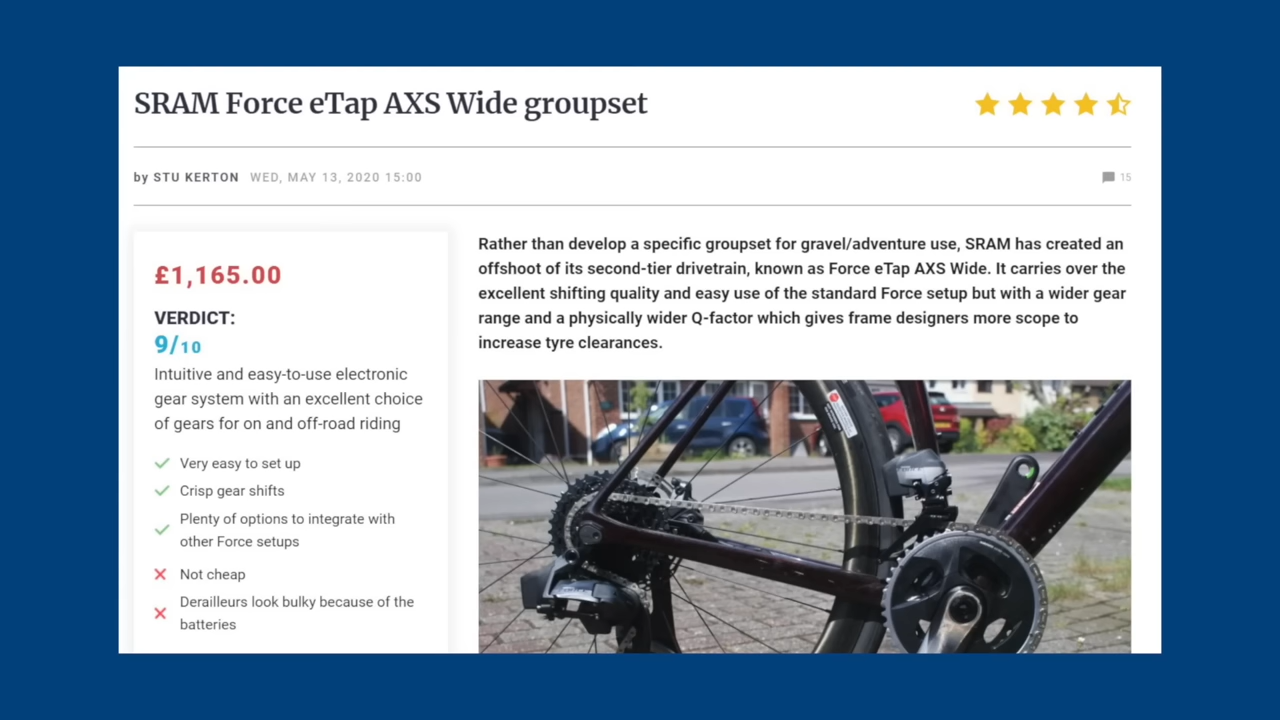 SRAM Force eTap AXS Wide groupset
by STU KERTON WED, MAY 13, 2020 15:00
15
£1,165.00
VERDICT:
9/10
Intuitive and easy-to-use electronic
gear system with an excellent choice
of gears for on and off-road riding
Very easy to set up
Crisp gear shifts
Plenty of options to integrate with
other Force setups
Not cheap
Derailleurs look bulky because of the
batteries
Rather than develop a specific groupset for gravel/adventure use, SRAM has created an
offshoot of its second-tier drivetrain, known as Force eTap AXS Wide. It carries over the
excellent shifting quality and easy use of the standard Force setup but with a wider gear
range and a physically wider Q-factor which gives frame designers more scope to
increase tyre clearances.